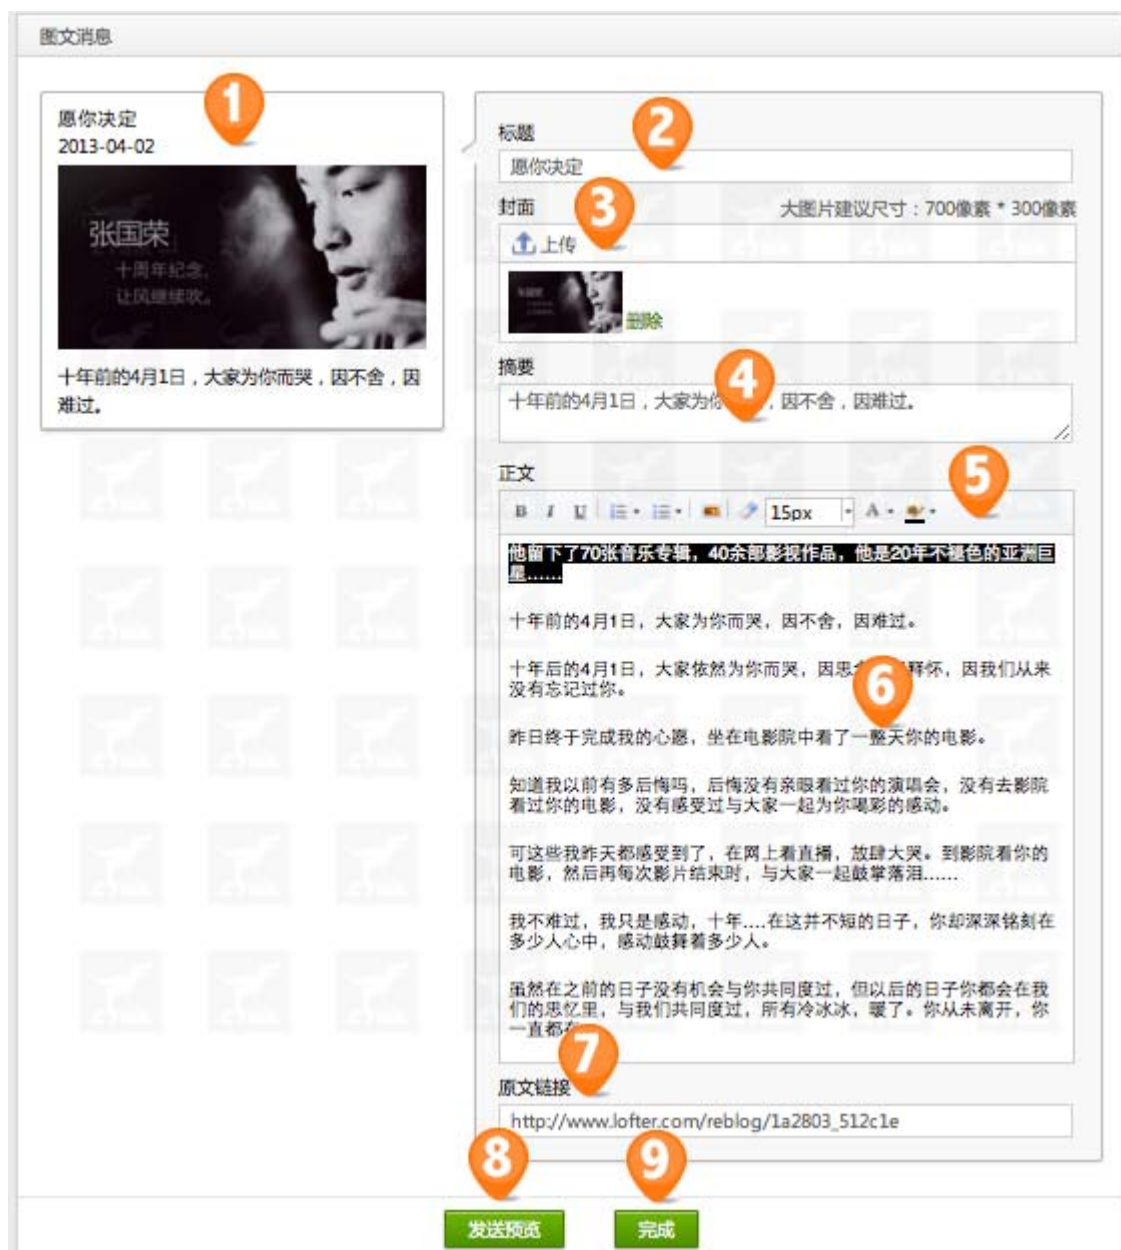 图文消息
1
愿你决定
2013-04-02
张国荣
十周年纪念，
让风继续吹。
十年前的4月1日，大家为你而哭，因不舍，因
难过。
2
标题
愿你决定
3
封面
大图片建议尺寸：700像素 * 300像素
上传
删除
4
摘要
十年前的4月1日，大家为你，因不舍，因难过。
5
正文
B I U 15px A
他留下了70张音乐专辑，40余部影视作品，他是20年不褪色的亚洲巨
星……
十年前的4月1日，大家为你而哭，因不舍，因难过。
十年后的4月1日，大家依然为你而哭，因思释怀，因我们从来
没有忘记过你。
6
昨日终于完成我的心愿，坐在电影院中看了一整天你的电影。
知道我以前有多后悔吗，后悔没有亲眼看过你的演唱会，没有去影院
看过你的电影，没有感受过与大家一起为你喝彩的感动。
可这些我昨天都感受到了，在网上看直播，放肆大哭。到影院看你的
电影，然后再每次影片结束时，与大家一起鼓掌落泪……
我不难过，我只是感动，十年....在这并不短的日子，你却深深铭刻在
多少人心中，感动鼓舞着多少人。
虽然在之前的日子没有机会与你共同度过，但以后的日子你都会在我
们的思忆里，与我们共同度过，所有冷冰冰，暖了。你从未离开，你
一直都在
7
原文链接
http://www.lofter.com/reblog/1a2803_512c1e
8
9
发送预览
完成